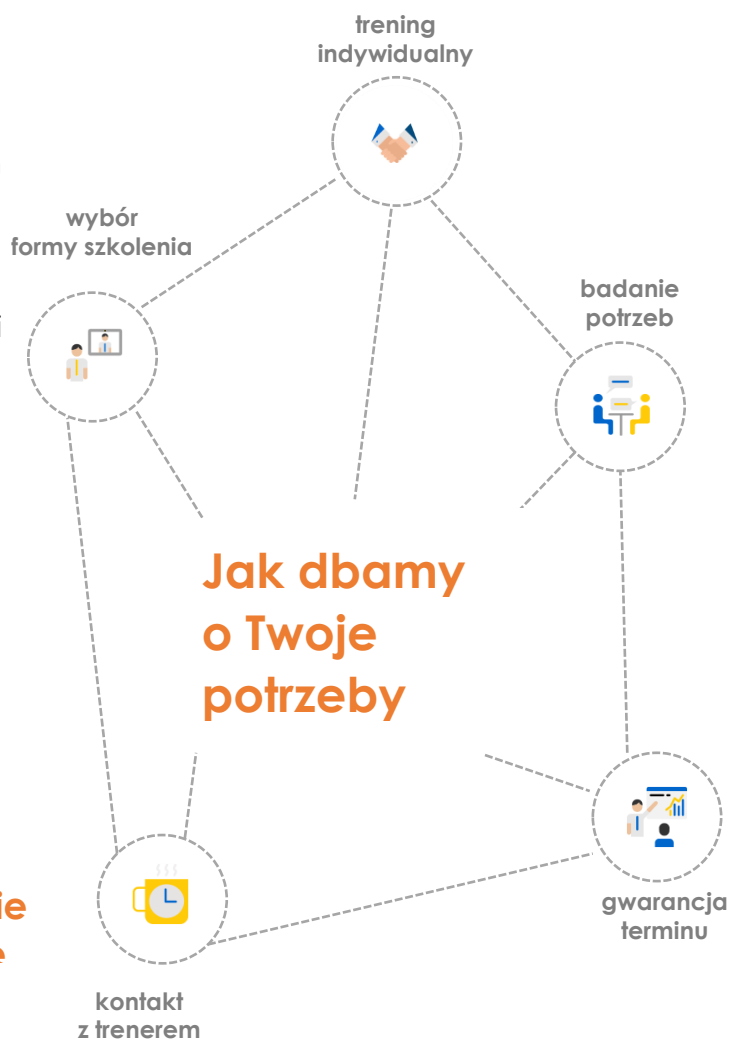 trening
indywidualny
wybór
formy szkolenia
badanie
potrzeb
Jak dbamy
o Twoje
potrzeby
gwarancja
terminu
kontakt
z trenerem